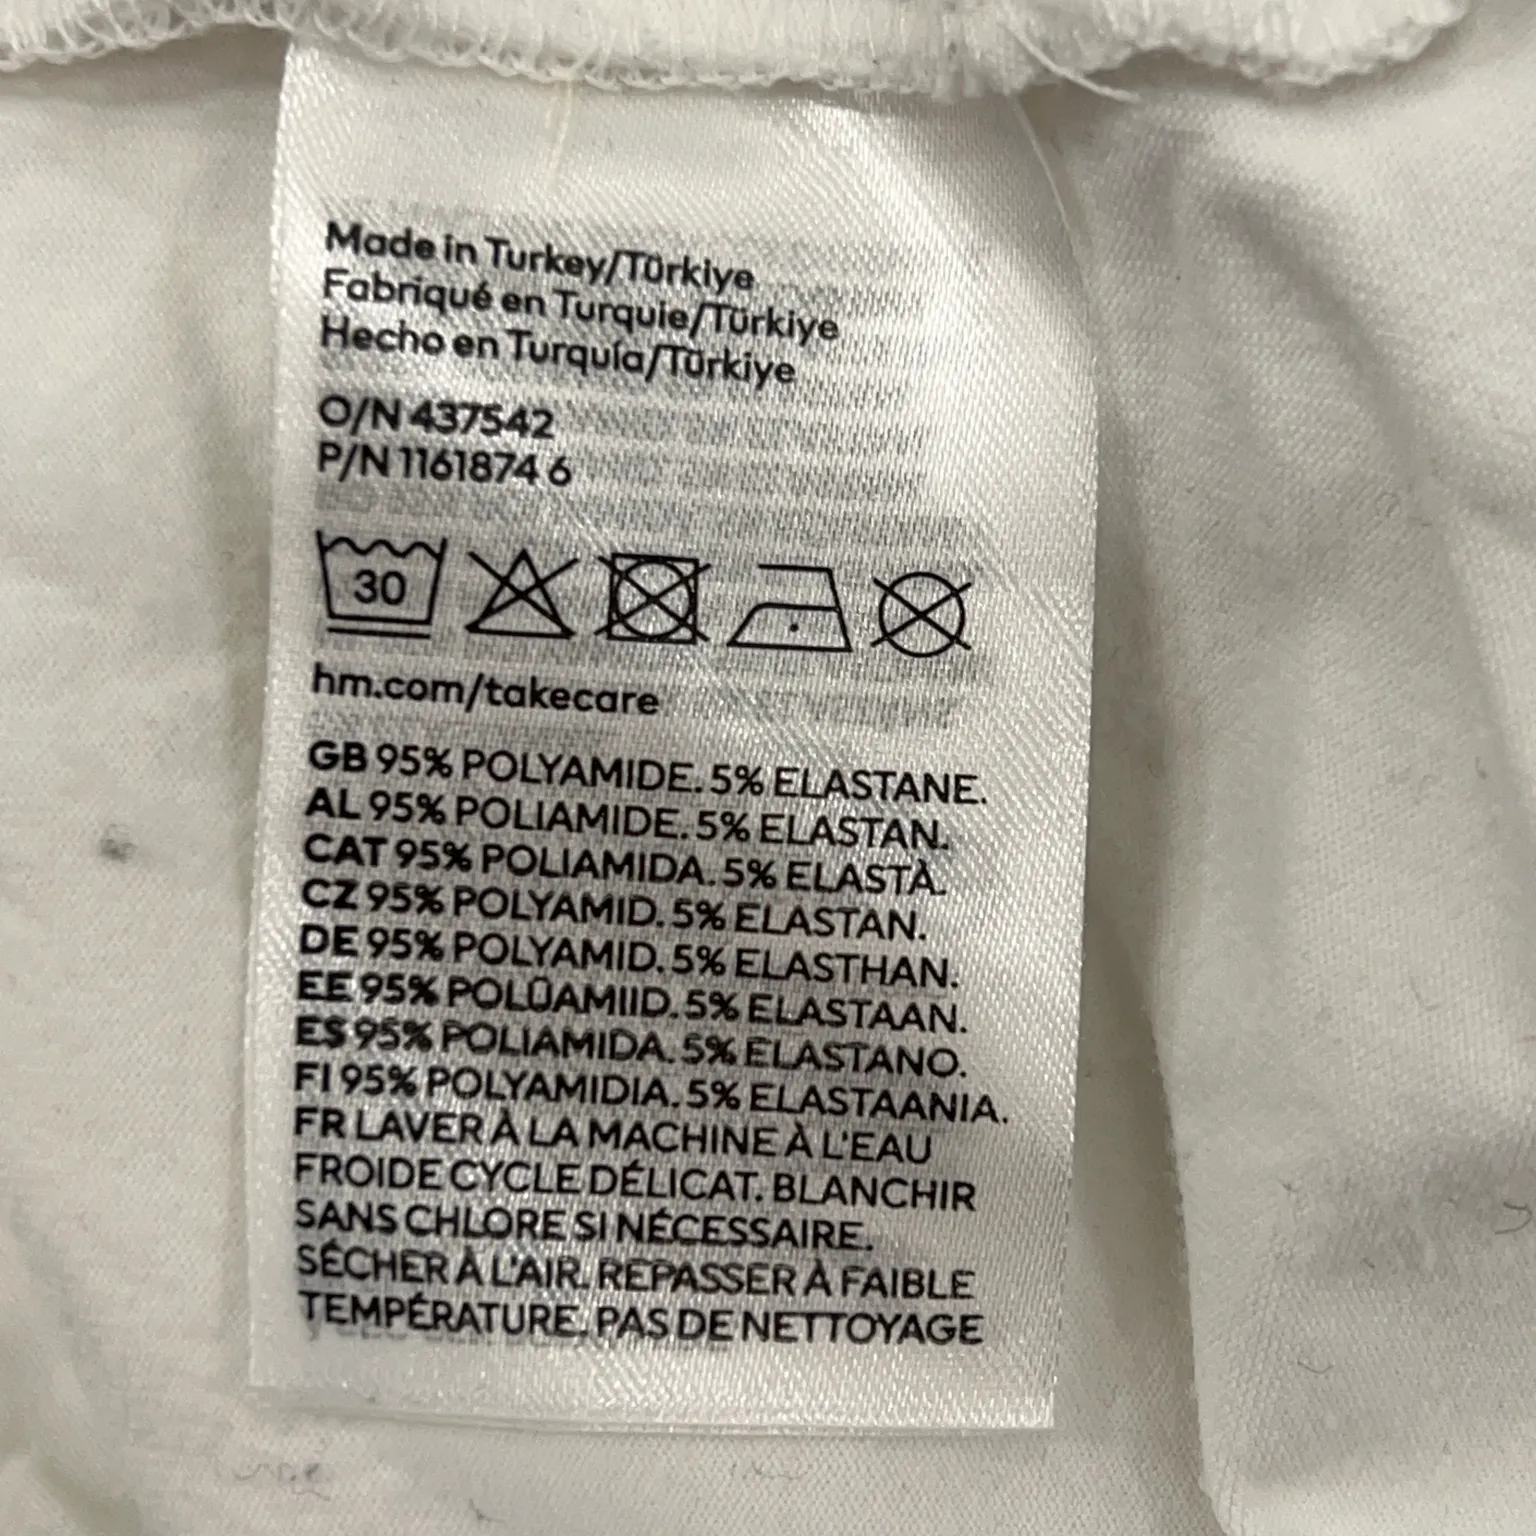 Made in Turkey/Türkiye
Fabriqué en Turquie/Türkiye
Hecho en Turquía/Türkiye
O/N 437542
P/N 1161874 6
30
hm.com/takecare
GB 95% POLYAMIDE. 5% ELASTANE.
AL 95% POLIAMIDE. 5% ELASTAN.
CAT 95% POLIAMIDA. 5% ELASTÀ.
CZ 95% POLYAMID. 5% ELASTAN.
DE 95% POLYAMID. 5% ELASTHAN.
EE 95% POLÜAMIID. 5% ELASTAAN.
ES 95% POLIAMIDA. 5% ELASTANO.
FI 95% POLYAMIDIA. 5% ELASTAANIA.
FR LAVER À LA MACHINE À L'EAU
FROIDE CYCLE DÉLICAT. BLANCHIR
SANS CHLORE SI NÉCESSAIRE.
SÉCHER À L'AIR. REPASSER À FAIBLE
TEMPÉRATURE. PAS DE NETTOYAGE